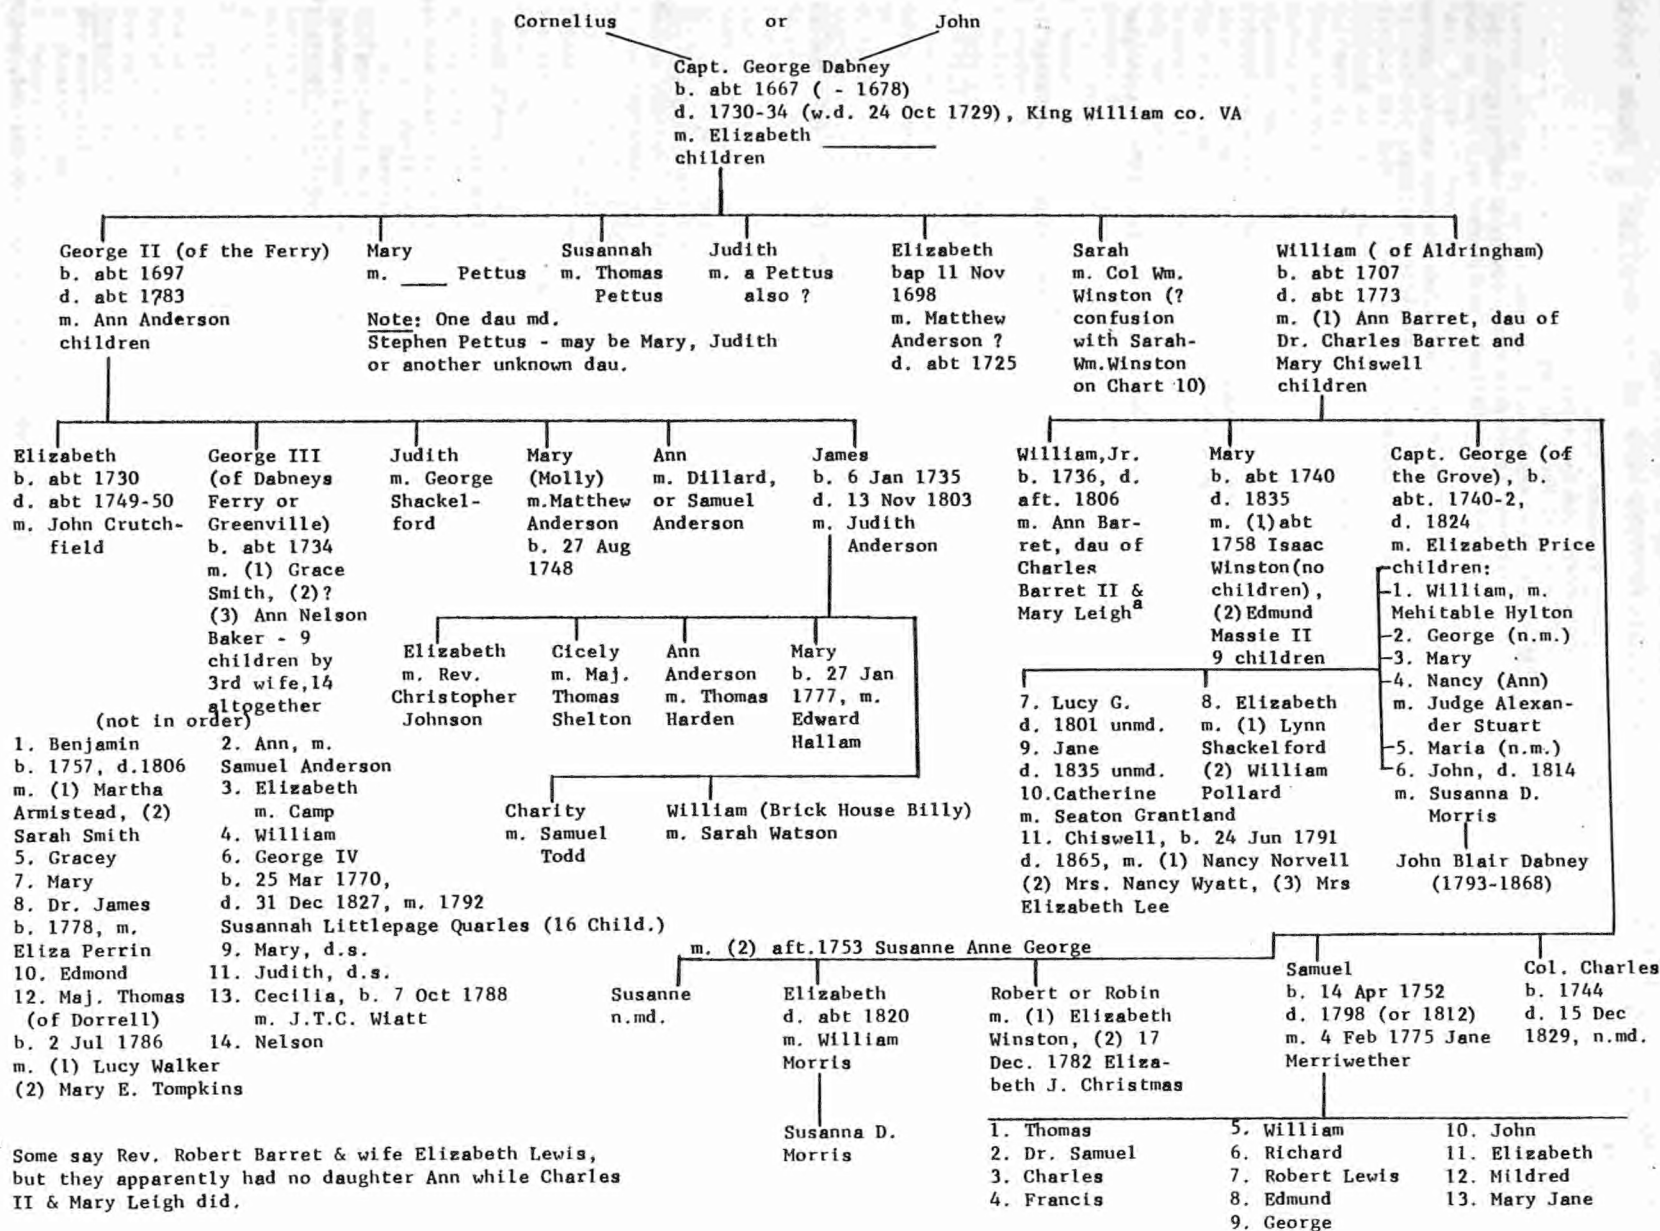 Cornelius or John
Capt. George Dabney
b. abt 1667 ( - 1678)
d. 1730-34 (w.d. 24 Oct 1729), King William co. VA
m. Elizabeth
children
George II (of the Ferry)
b. abt 1697
d. abt 1783
m. Ann Anderson
children
Mary
m. ____ Pettus
Susannah
m. Thomas
Pettus
Judith
m. a Pettus
also ?
Note: One dau md.
Stephen Pettus - may be Mary, Judith
or another unknown dau.
Elizabeth
bap 11 Nov
1698
m. Matthew
Anderson ?
d. abt 1725
Sarah
m. Col Wm.
Winston (?
confusion
with Sarah-
Wm.Winston
on Chart 10)
William ( of Aldringham)
b. abt 1707
d. abt 1773
m. (1) Ann Barret, dau of
Dr. Charles Barret and
Mary Chiswell
children
Elizabeth
b. abt 1730
d. abt 1749-50
m. John Crutch-
field
George III
(of Dabneys
Ferry or
Greenville)
b. abt 1734
m. (1) Grace
Smith, (2)?
(3) Ann Nelson
Baker - 9
children by
3rd wife,14
altogether
Judith
m. George
Shackel-
ford
Mary
(Molly)
m.Matthew
Anderson
b. 27 Aug
1748
Ann
m. Dillard,
or Samuel
Anderson
James
b. 6 Jan 1735
d. 13 Nov 1803
m. Judith
Anderson
William,Jr.
b. 1736, d.
aft. 1806
m. Ann Bar-
ret, dau of
Charles
Barret II &
Mary Leigh a
Mary
b. abt 1740
d. 1835
m. (1)abt
1758 Isaac
Winston(no
children),
(2)Edmund
Massie II
9 children
Capt. George (of
the Grove), b.
abt. 1740-2,
d. 1824
m. Elizabeth Price
children:
1. William, m.
Mehitable Hylton
2. George (n.m.)
3. Mary
4. Nancy (Ann)
m. Judge Alexan-
der Stuart
5. Maria (n.m.)
6. John, d. 1814
m. Susanna D.
Morris
John Blair Dabney
(1793-1868)
7. Lucy G.
d. 1801 unmd.
8. Elizabeth
m. (1) Lynn
Shackelford
(2) William
Pollard
9. Jane
d. 1835 unmd.
10.Catherine
m. Seaton Grantland
11. Chiswell, b. 24 Jun 1791
d. 1865, m. (1) Nancy Norvell
(2) Mrs. Nancy Wyatt, (3) Mrs
Elizabeth Lee
Elizabeth
m. Rev.
Christopher
Johnson
Cicely
m. Maj.
Thomas
Shelton
Ann
Anderson
m. Thomas
Harden
Mary
b. 27 Jan
1777, m.
Edward
Hallam
Charity
m. Samuel
Todd
William (Brick House Billy)
m. Sarah Watson
(not in order)
1. Benjamin
b. 1757, d.1806
m. (1) Martha
Armistead, (2)
Sarah Smith
2. Ann, m.
Samuel Anderson
3. Elizabeth
m. Camp
4. William
5. Gracey
6. George IV
b. 25 Mar 1770,
d. 31 Dec 1827, m. 1792
Susannah Littlepage Quarles (16 Child.)
7. Mary
8. Dr. James
b. 1778, m.
Eliza Perrin
9. Mary, d.s.
10. Edmond
11. Judith, d.s.
12. Maj. Thomas
(of Dorrell)
b. 2 Jul 1786
m. (1) Lucy Walker
(2) Mary E. Tompkins
13. Cecilia, b. 7 Oct 1788
m. J.T.C. Wiatt
14. Nelson
m. (2) aft.1753 Susanne Anne George
Susanne
n.md.
Elizabeth
d. abt 1820
m. William
Morris
Susanna D.
Morris
Robert or Robin
m. (1) Elizabeth
Winston, (2) 17
Dec. 1782 Eliza-
beth J. Christmas
Samuel
b. 14 Apr 1752
d. 1798 (or 1812)
m. 4 Feb 1775 Jane
Merriwether
Col. Charles
b. 1744
d. 15 Dec
1829, n.md.
1. Thomas
2. Dr. Samuel
3. Charles
4. Francis
5. William
6. Richard
7. Robert Lewis
8. Edmund
9. George
10. John
11. Elizabeth
12. Mildred
13. Mary Jane
Some say Rev. Robert Barret & wife Elizabeth Lewis,
but they apparently had no daughter Ann while Charles
II & Mary Leigh did.